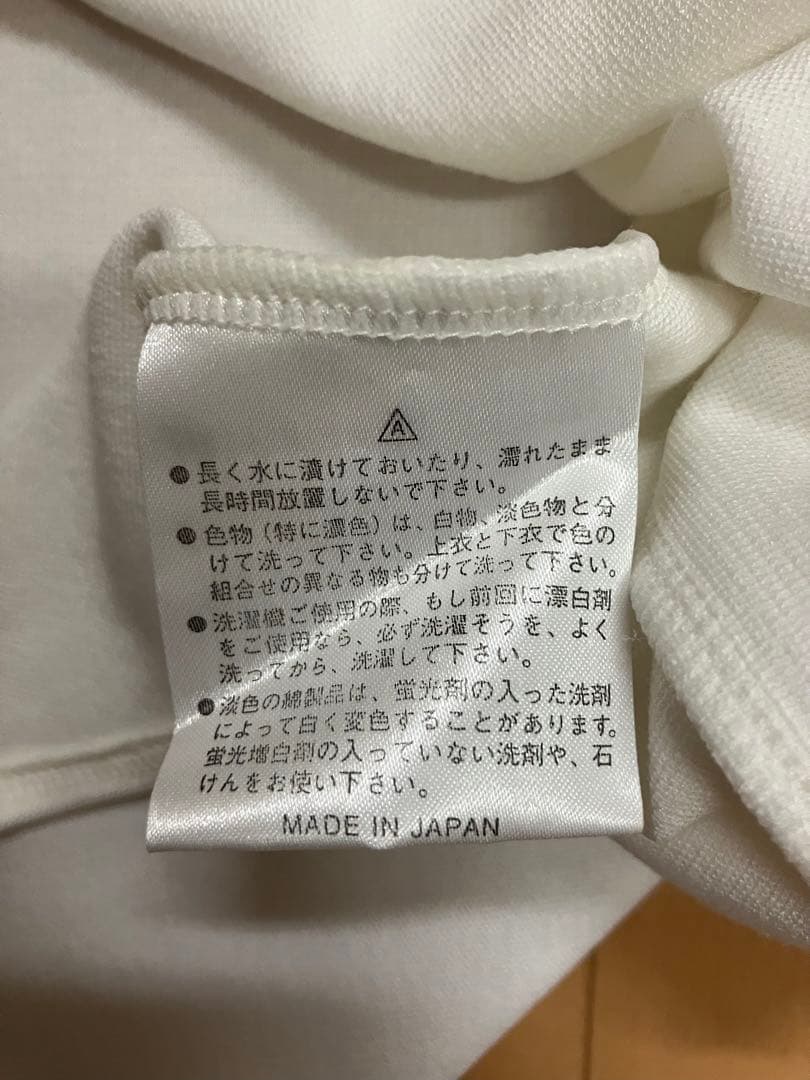 A
●長く水に漬けておいたり、濡れたまま
長時間放置しないで下さい。
●色物(特に濃色)は、白物、淡色物と分
けて洗って下さい。上衣と下衣で色の
組合せの異なる物も分けて洗って下さい。
●洗濯機ご使用の際、もし前回に漂白剤
をご使用なら、必ず洗濯そうを、よく
洗ってから、洗濯して下さい。
●淡色の綿製品は、蛍光剤の入った洗剤
によって白く変色することがあります。
蛍光増白剤の入っていない洗剤や、石
けんをお使い下さい。
MADE IN JAPAN